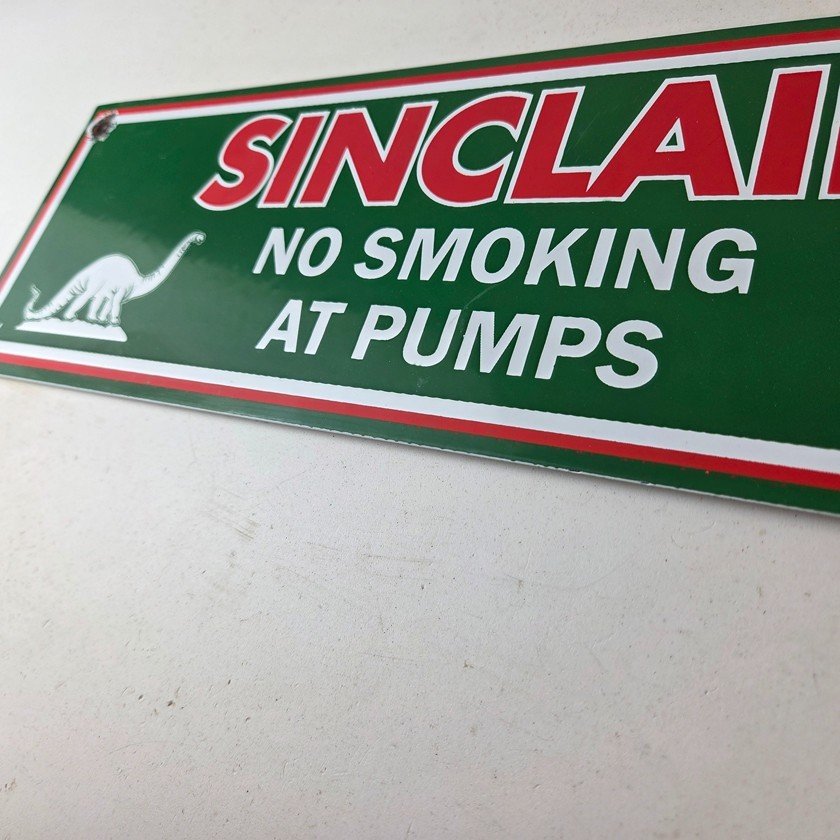 SINCLAI
NO SMOKING
AT PUMPS